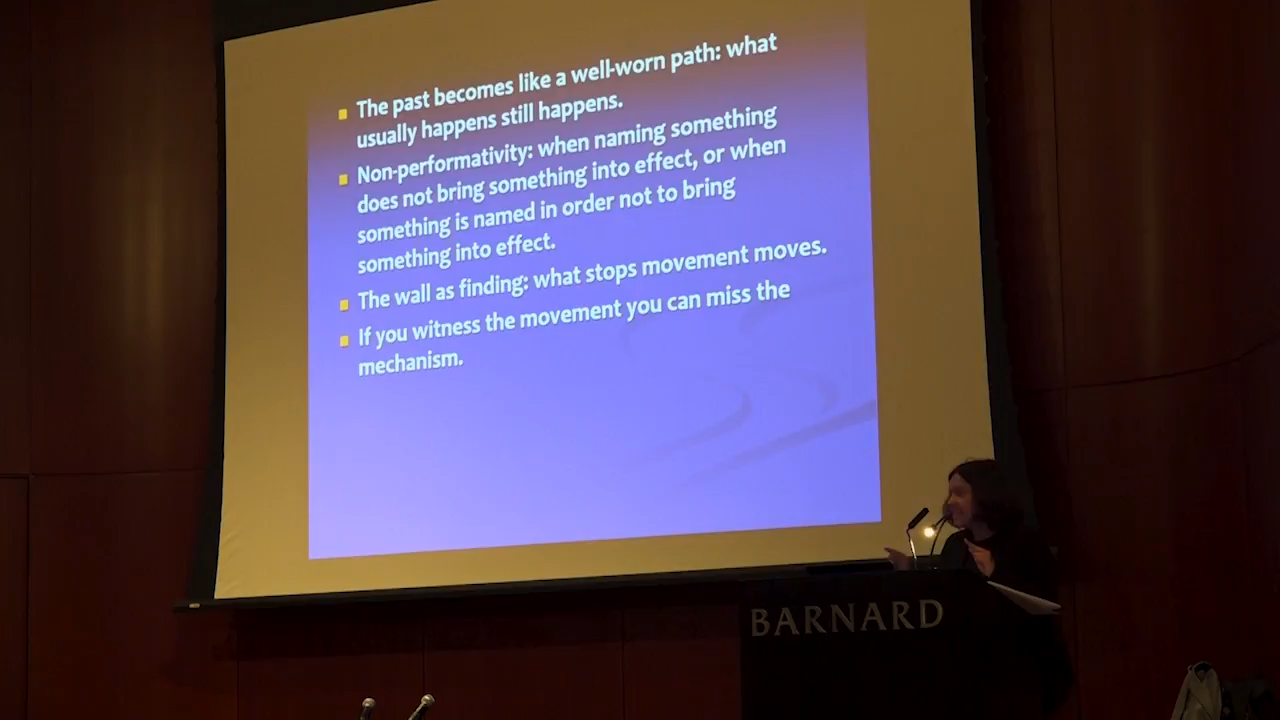 The past becomes like a well-worn path: what
usually happens still happens.
Non-performativity: when naming something
does not bring something into effect, or when
something is named in order not to bring
something into effect.
The wall as finding: what stops movement moves.
If you witness the movement you can miss the
mechanism.
BARNARD